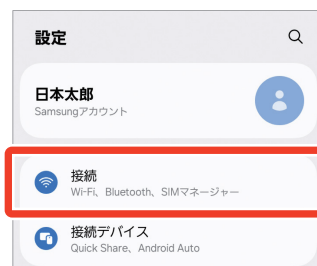 設定
日本太郎
Samsungアカウント
接続
Wi-Fi、Bluetooth、SIMマネージャー
接続デバイス
Quick Share、Android Auto